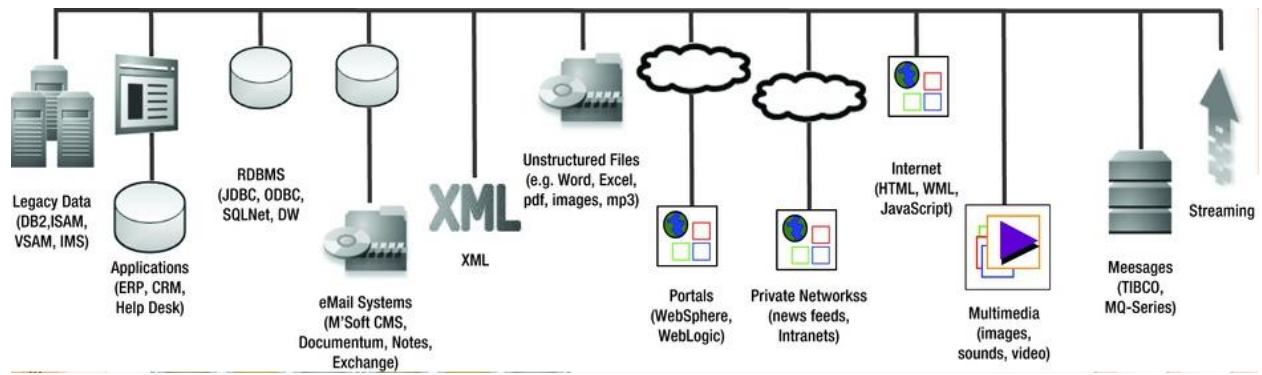 Legacy Data
(DB2,ISAM,
VSAM, IMS)
Applications
(ERP, CRM,
Help Desk)
RDBMS
(JDBC, ODBC,
SQLNet, DW
eMail Systems
(M'Soft CMS,
Documentum, Notes,
Exchange)
XML
XML
Unstructured Files
(e.g. Word, Excel,
pdf, images, mp3)
Portals
(WebSphere,
WebLogic)
Private Networkss
(news feeds,
Intranets)
Internet
(HTML, WML,
JavaScript)
Multimedia
(images,
sounds, video)
Meesages
(TIBCO,
MQ-Series)
Streaming